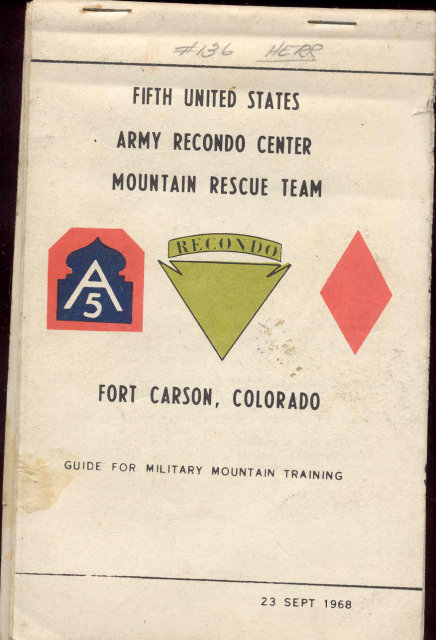 #136 HERR
FIFTH UNITED STATES
ARMY RECONDO CENTER
MOUNTAIN RESCUE TEAM
RECONDO
A
5
FORT CARSON, COLORADO
GUIDE FOR MILITARY MOUNTAIN TRAINING
23 SEPT 1968